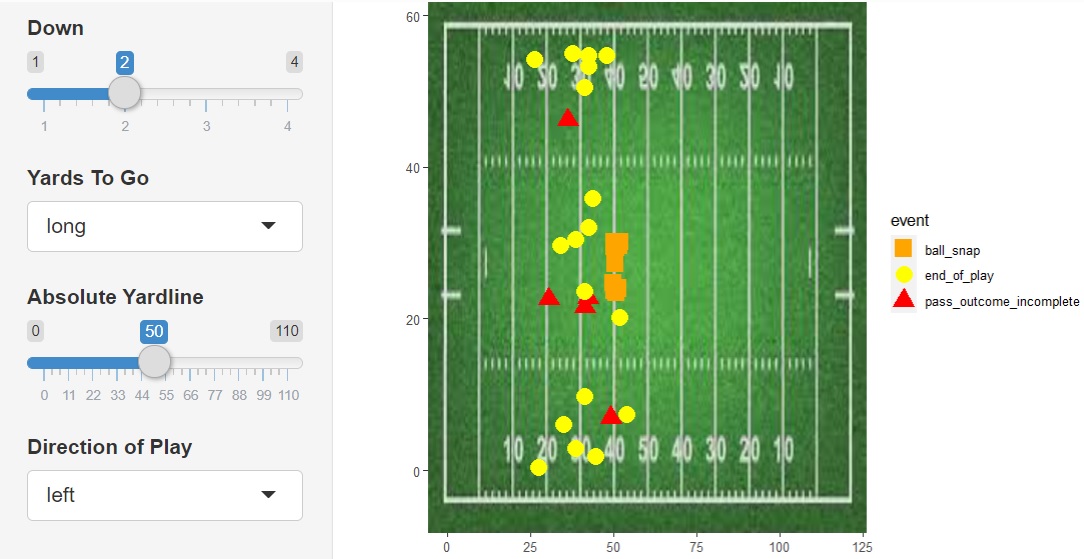 Down
1 2 4
1 2 3 4
Yards To Go
long
Absolute Yardline
0 50 110
0 11 22 33 44 55 66 77 88 99 110
Direction of Play
left
60
40
20
0
10 20 30 40 20 40 30 20 10
10 20 30 40 50 40 30 20 10
0 25 50 75 100 125
event
ball_snap
end_of_play
pass_outcome_incomplete